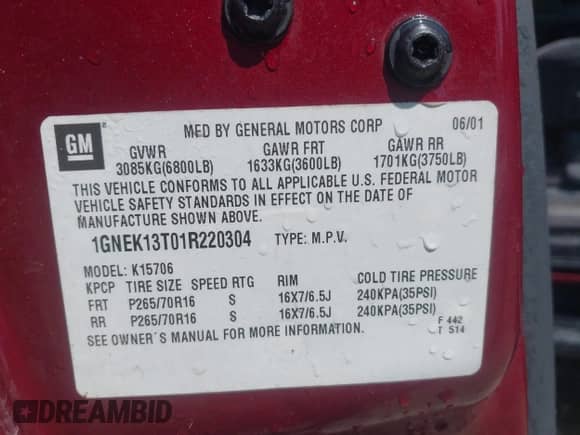 GM
MFD BY GENERAL MOTORS CORP 06/01
GVWR GAWR FRT GAWR RR
3085KG(6800LB) 1633KG(3600LB) 1701KG(3750LB)
THIS VEHICLE CONFORMS TO ALL APPLICABLE U.S. FEDERAL MOTOR
VEHICLE SAFETY STANDARDS IN EFFECT ON THE DATE OF
MANUFACTURE SHOWN ABOVE.
1GNEK13T01R220304 TYPE: M.P.V.
MODEL: K15706
KPCP TIRE SIZE SPEED RTG RIM COLD TIRE PRESSURE
FRT P265/70R16 S 16X7/6.5J 240KPA(35PSI)
RR P265/70R16 S 16X7/6.5J 240KPA(35PSI)
SEE OWNER'S MANUAL FOR MORE INFORMATION.
F 442
T 514
DREAMBID